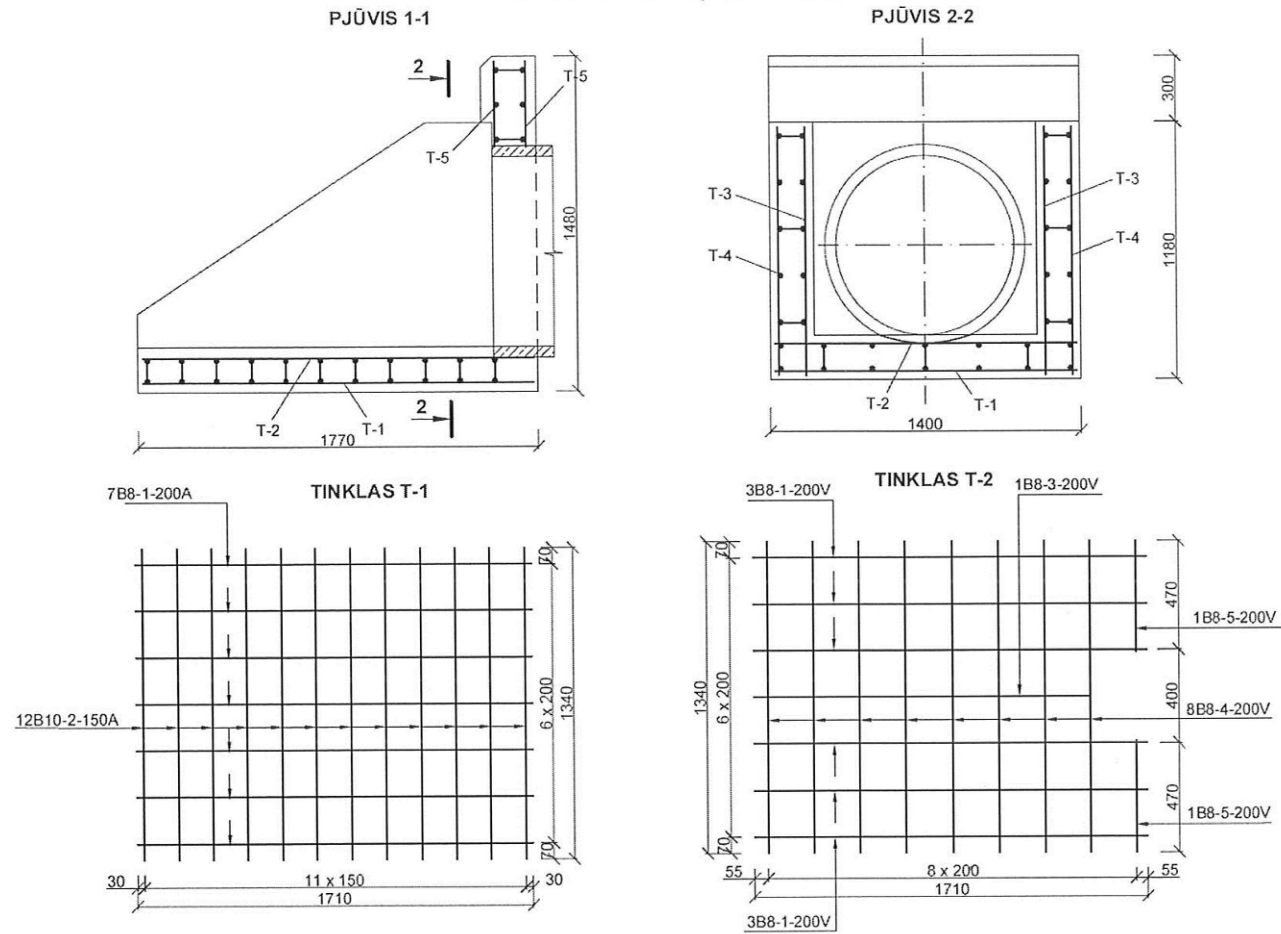 PJŪVIS 1-1
2
T-5
T-5
1480
T-2
T-1
2
1770
PJŪVIS 2-2
300
T-3
T-3
T-4
T-4
1180
T-2
T-1
1400
TINKLAS T-1
7B8-1-200A
12B10-2-150A
70
6 x 200
1340
70
30
11 x 150
30
1710
TINKLAS T-2
3B8-1-200V
1B8-3-200V
70
6 x 200
1340
70
470
1B8-5-200V
400
8B8-4-200V
470
1B8-5-200V
55
8 x 200
55
1710
3B8-1-200V